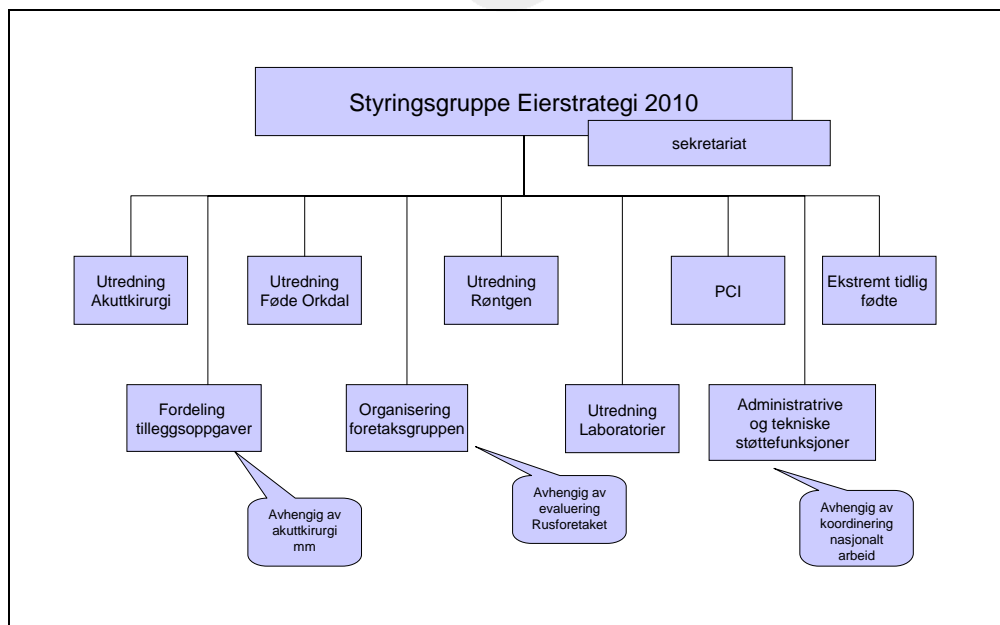 Styringsgruppe Eierstrategi 2010
sekretariat
Utredning
Akuttkirurgi
Utredning
Føde Orkdal
Utredning
Røntgen
PCI
Ekstremt tidlig
fødte
Fordeling
tilleggsoppgaver
Organisering
foretaksgruppen
Utredning
Laboratorier
Administratrive
og tekniske
støttefunksjoner
Avhengig av
akuttkirurgi
mm
Avhengig av
evaluering
Rusforetaket
Avhengig av
koordinering
nasjonalt
arbeid